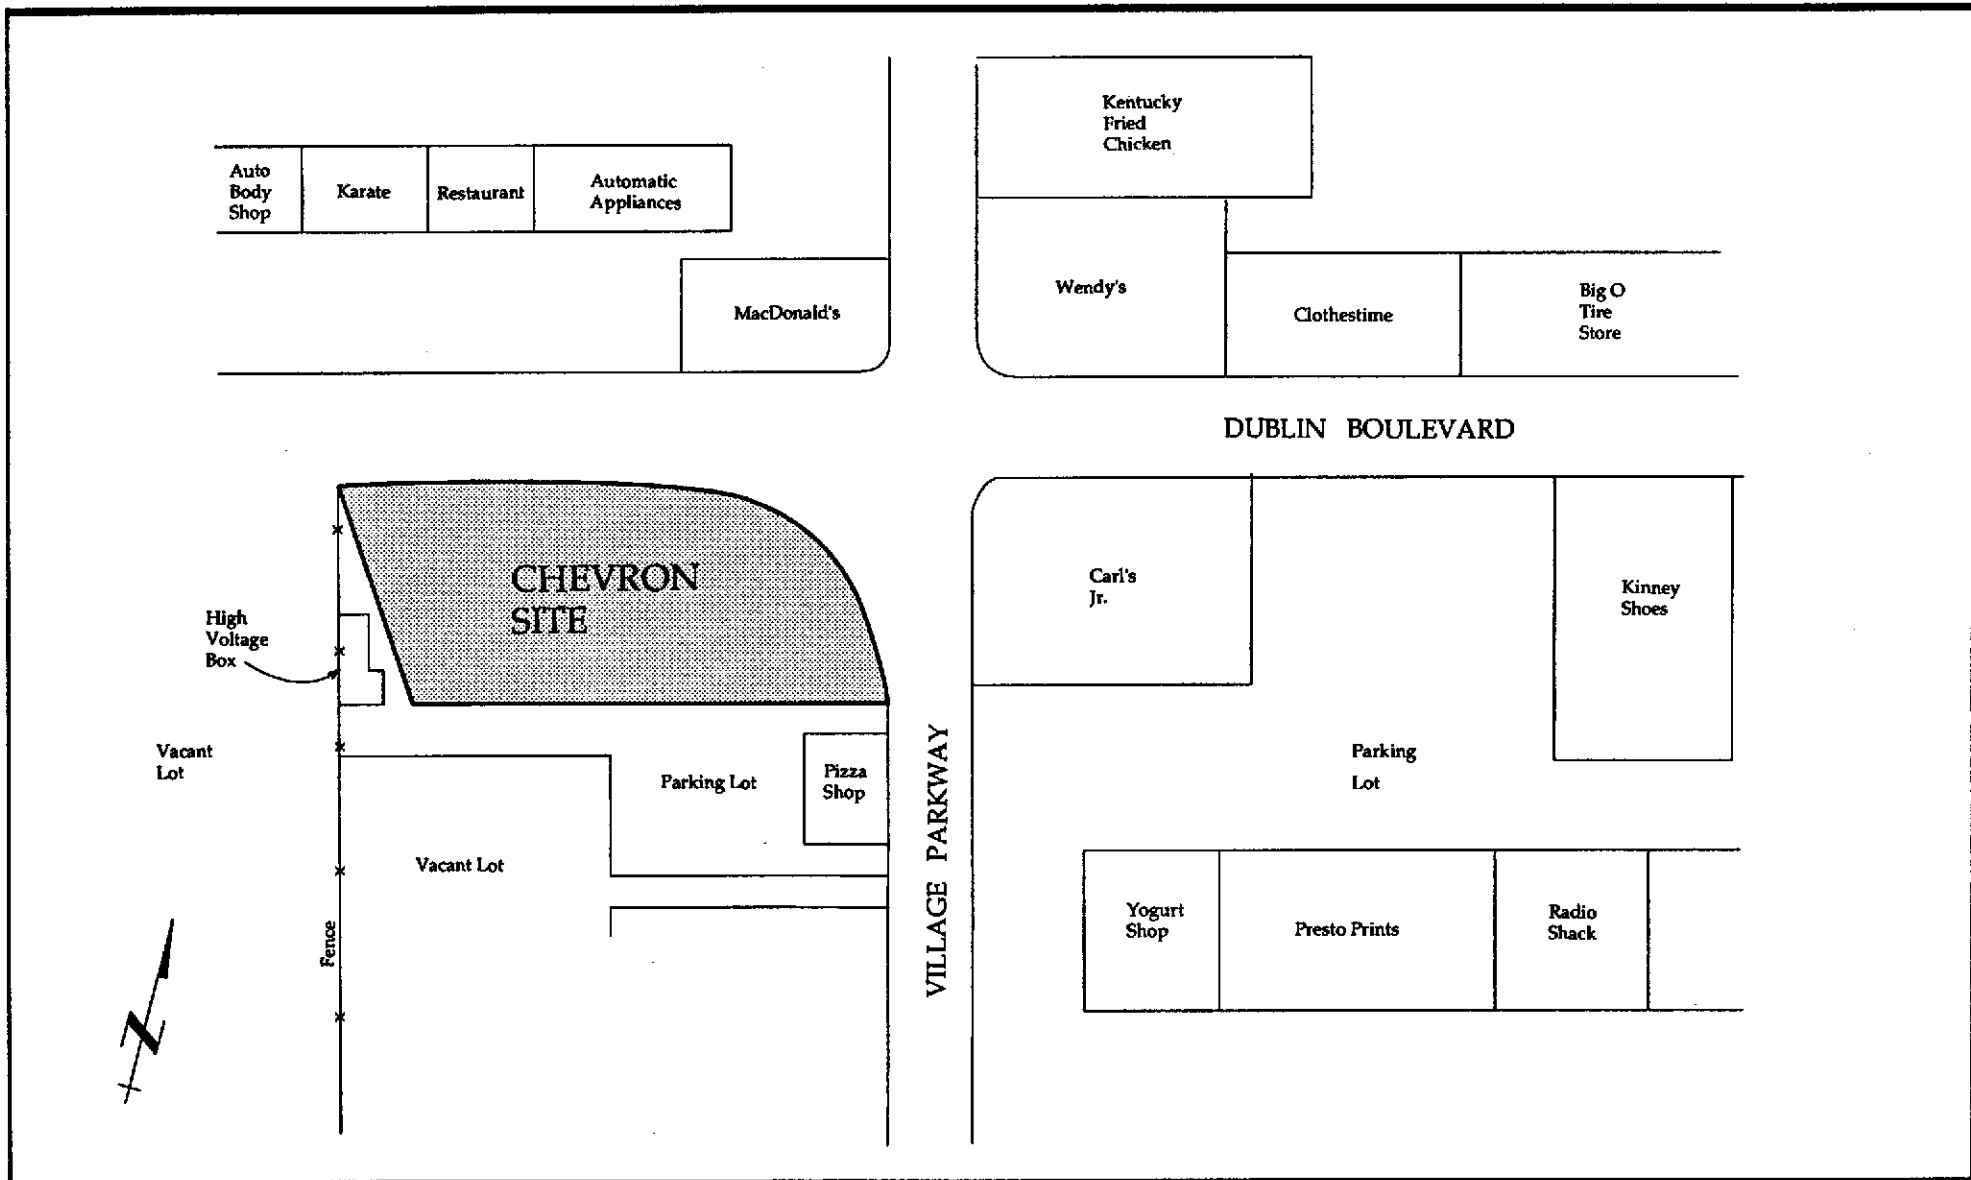 Kentucky
Fried
Chicken
Auto
Body
Shop
Karate
Restaurant
Automatic
Appliances
MacDonald's
Wendy's
Clothestime
Big O
Tire
Store
DUBLIN BOULEVARD
CHEVRON
SITE
High
Voltage
Box
Carl's
Jr.
Kinney
Shoes
Vacant
Lot
Parking Lot
Pizza
Shop
VILLAGE PARKWAY
Parking
Lot
Vacant Lot
Fence
Yogurt
Shop
Presto Prints
Radio
Shack
N